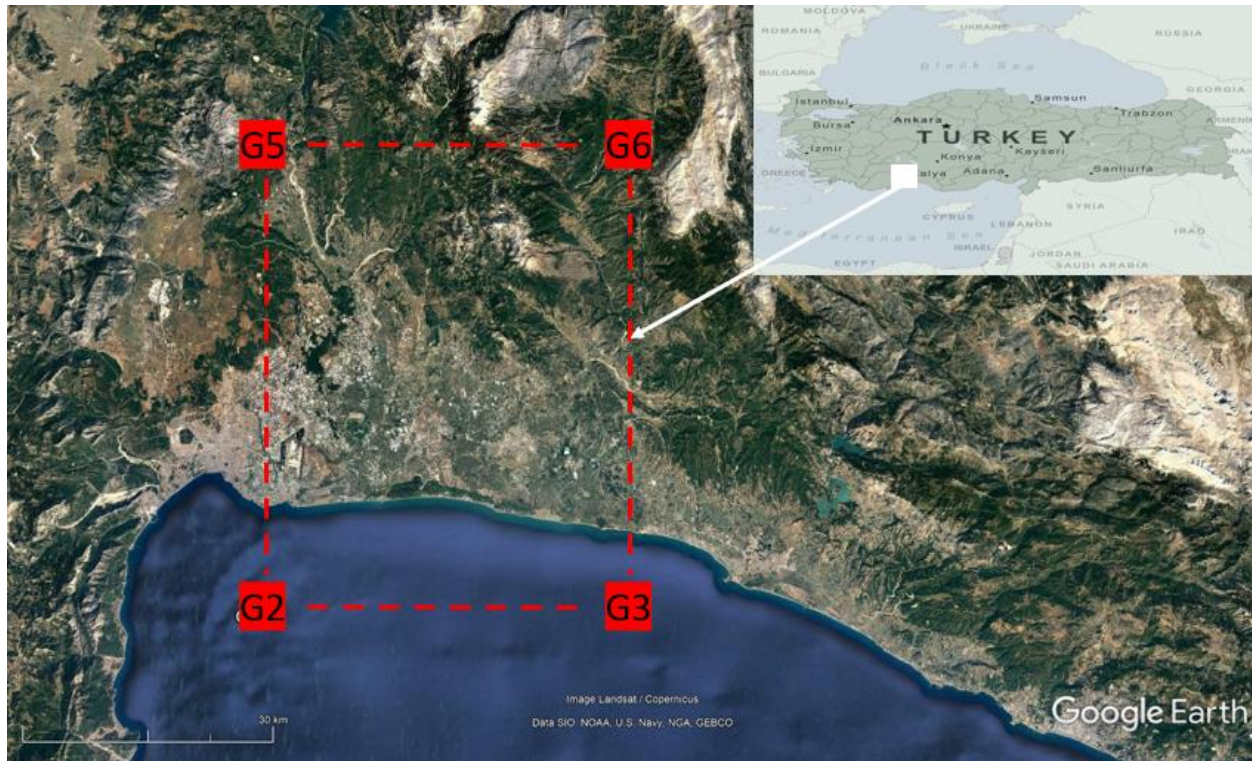 MOLDOVA
ROMANIA
UKRAINE
RUSSIA
BULGARIA
Black Sea
GEORGIA
Istanbul
Samsun
Trabzon
Bursa
Ankara
ARMEN
TURKEY
Izmir
Konya
Kayseri
GREECE
alya
Adana
Sanliurfa
SYRIA
CYPRUS
LEBANON
Mediterranean Sea
IRAQ
ISRAEL
JORDAN
EGYPT
SAUDI ARABIA
G5
G6
G2
G3
Image Landsat / Copernicus
Data SIO, NOAA, U.S. Navy, NGA, GEBCO
30 km
Google Earth